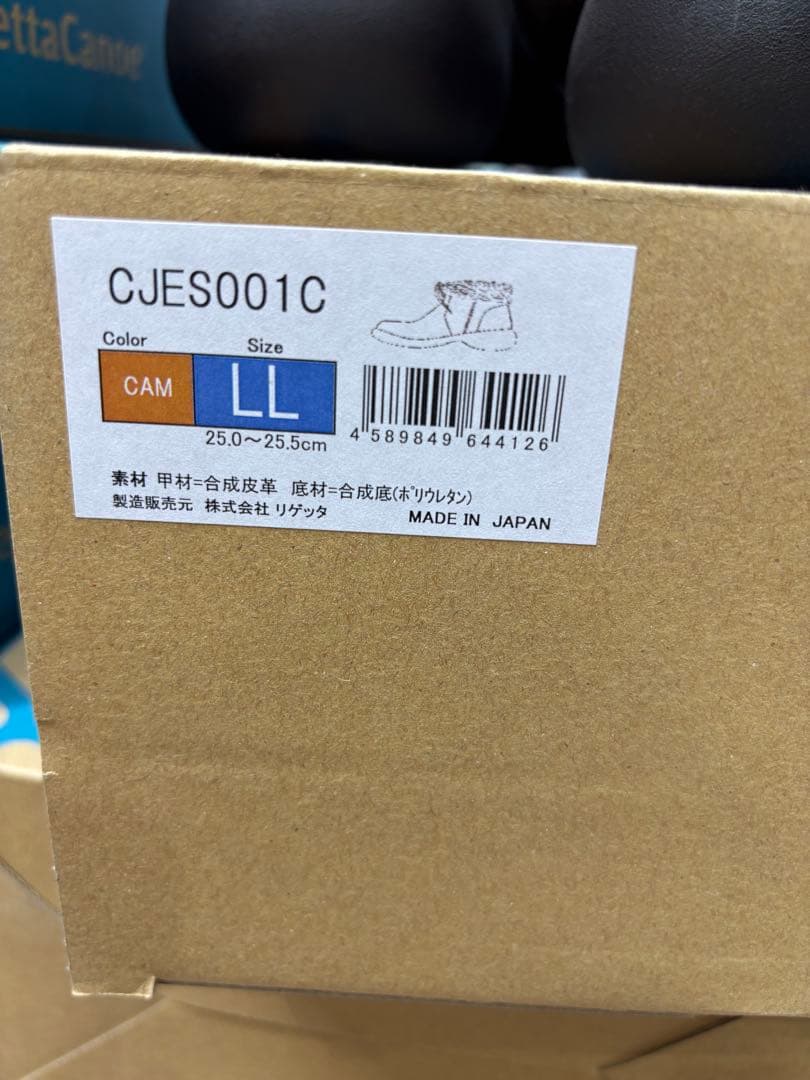 ettaCanoe
CJES001C
Color Size
CAM LL
25.0～25.5cm
4 589849 644126
素材 甲材=合成皮革 底材=合成底(ﾎﾟﾘｳﾚﾀﾝ)
製造販売元 株式会社 リゲッタ MADE IN JAPAN